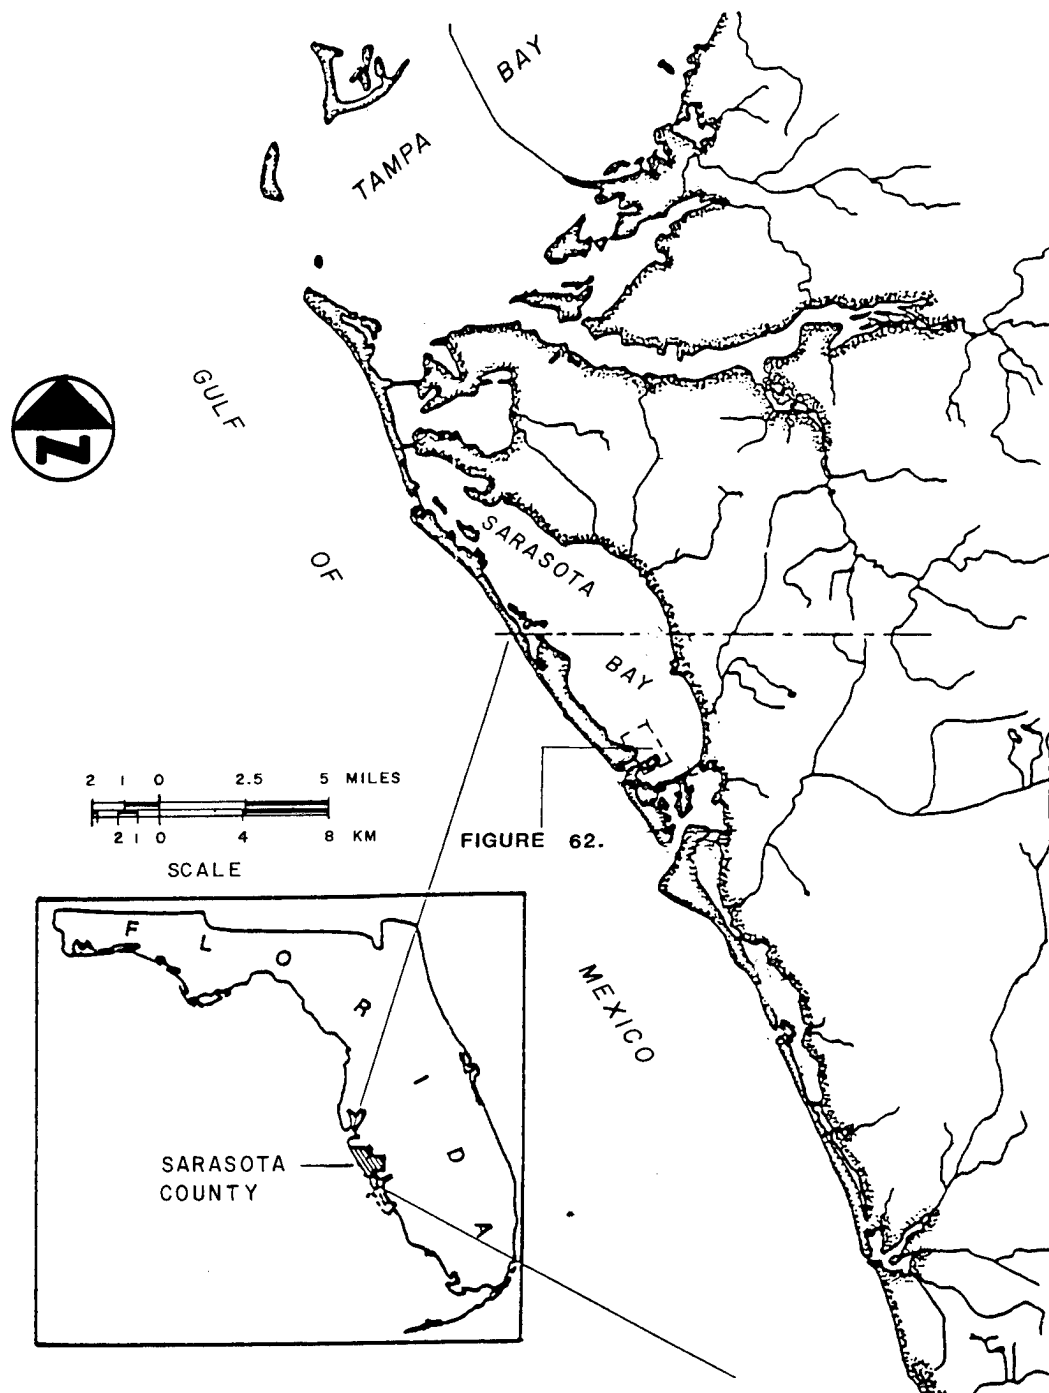 BAY
TAMPA
GULF
N
OF
SARASOTA
BAY
2 1 0 2.5 5 MILES
2 1 0 4 8 KM
SCALE
FIGURE 62.
MEXICO
FLORIDA
SARASOTA
COUNTY